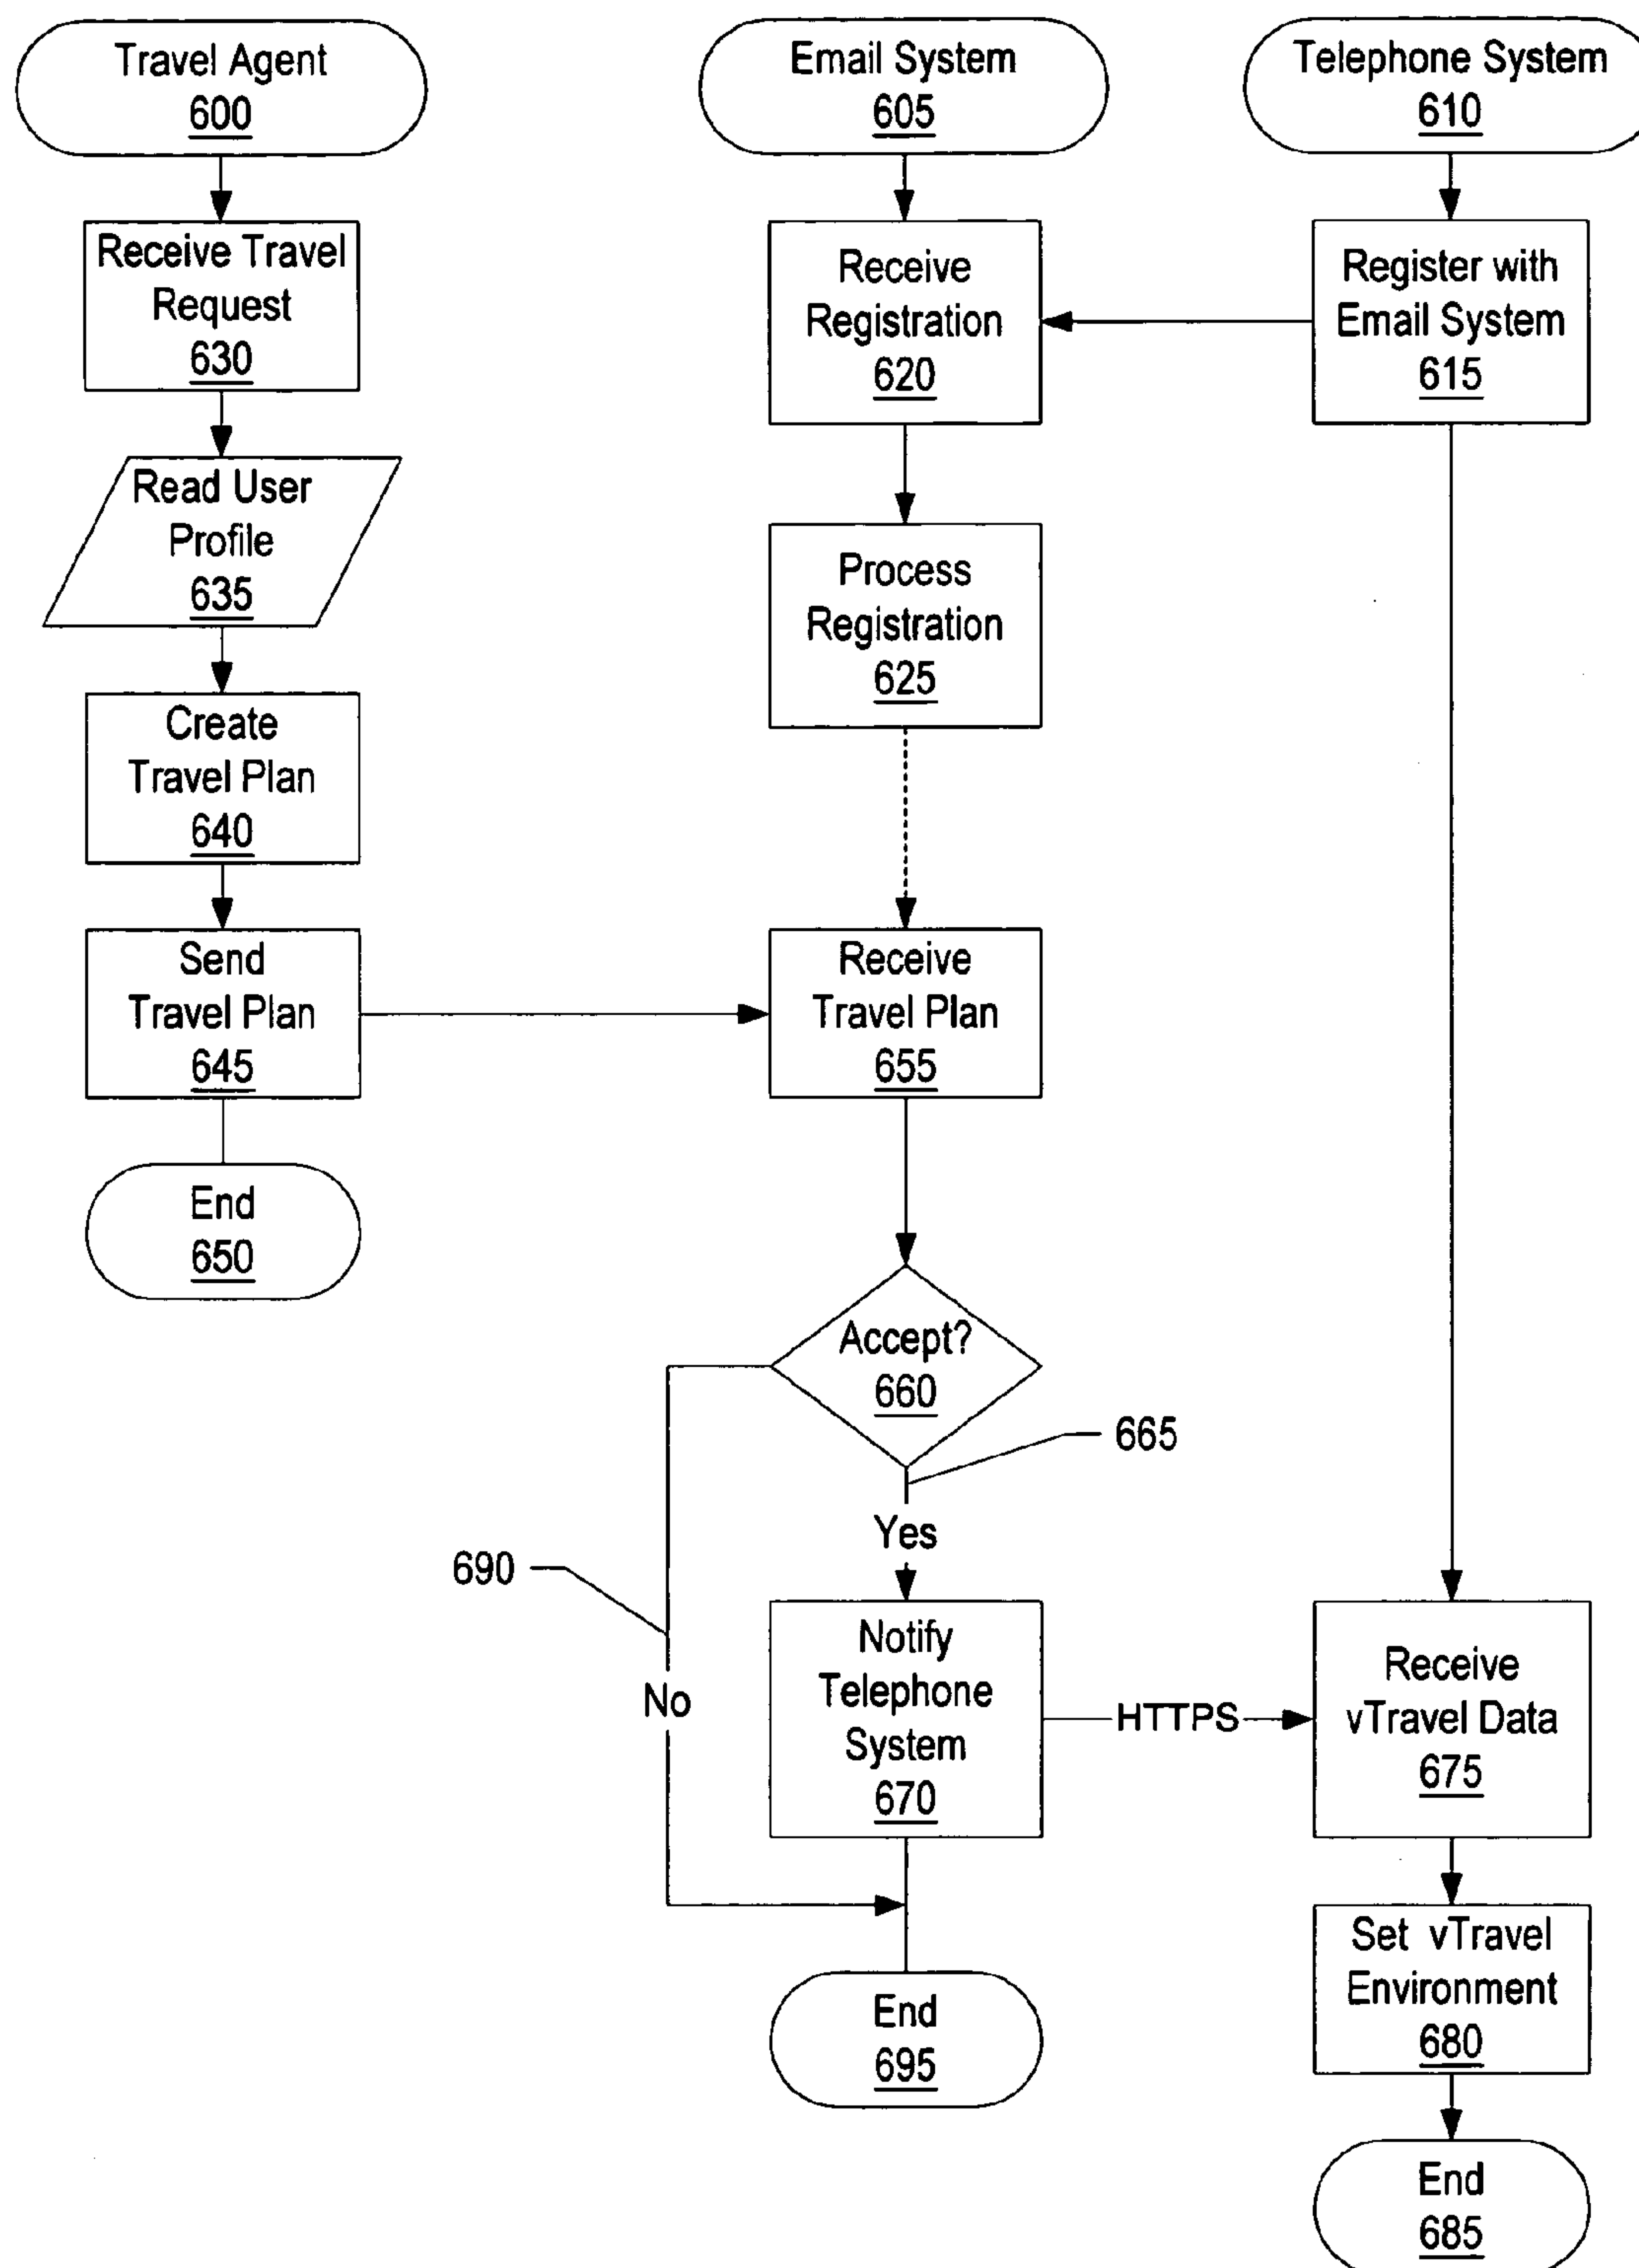 Travel Agent
600
Email System
605
Telephone System
610
Receive Travel
Request
630
Receive
Registration
620
Register with
Email System
615
Read User
Profile
635
Process
Registration
625
Create
Travel Plan
640
Send
Travel Plan
645
Receive
Travel Plan
655
End
650
Accept?
660
665
Yes
690
No
Notify
Telephone
System
670
HTTPS
Receive
vTravel Data
675
Set vTravel
Environment
680
End
695
End
685